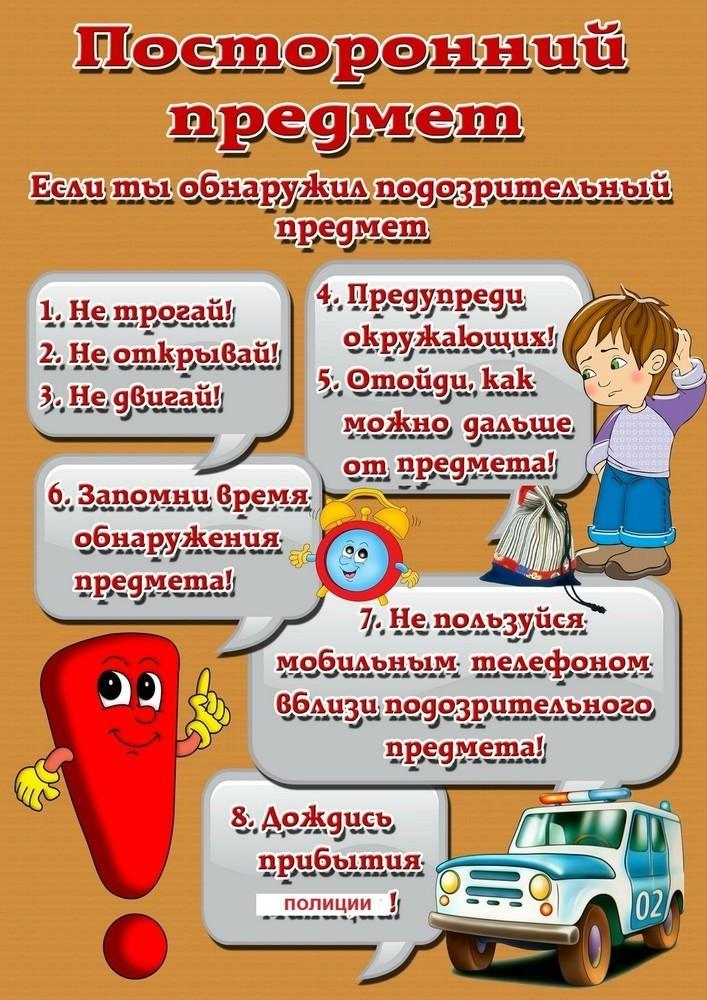 Посторонний
предмет
Если ты обнаружил подозрительный
предмет
1. Не трогай!
2. Не открывай!
3. Не двигай!
4. Предупреди
окружающих!
5. Отойди, как
можно дальше
от предмета!
6. Запомни время
обнаружения
предмета!
7. Не пользуйся
мобильным телефоном
вблизи подозрительного
предмета!
8. Дождись
прибытия
полиции !
02